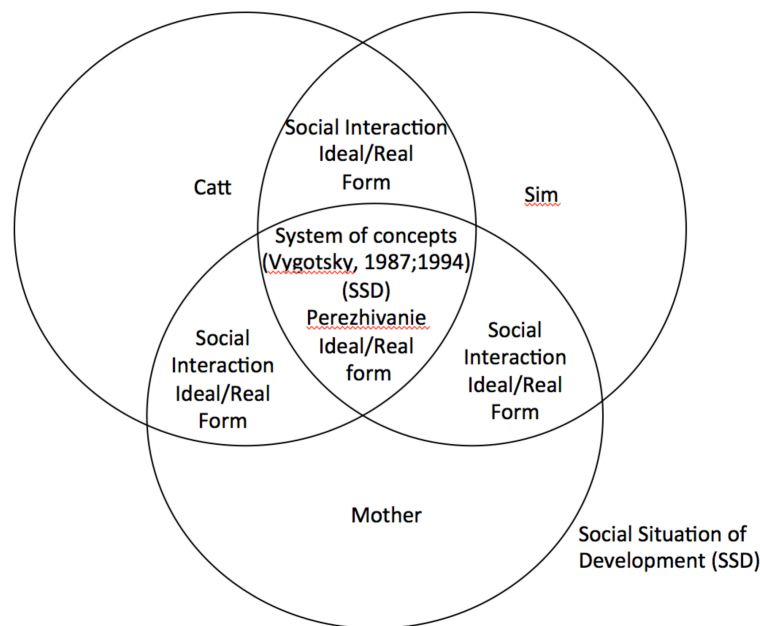 Social Interaction
Ideal/Real
Form
Catt
Sim
System of concepts
(Vygotsky, 1987;1994)
(SSD)
Perezhivanie
Ideal/Real
form
Social
Interaction
Ideal/Real
Form
Social
Interaction
Ideal/Real
Form
Mother
Social Situation of
Development (SSD)